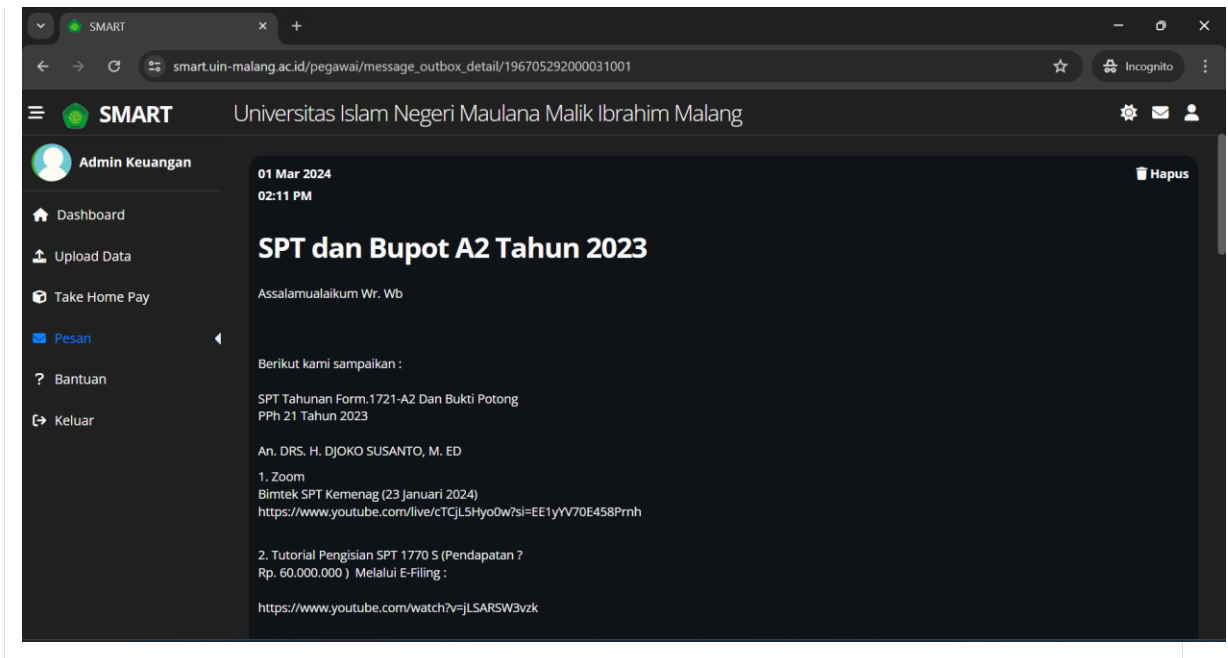 SMART
smart.uin-malang.ac.id/pegawai/message_outbox_detail/196705292000031001
Incognito
SMART
Universitas Islam Negeri Maulana Malik Ibrahim Malang
Admin Keuangan
Dashboard
Upload Data
Take Home Pay
Pesan
? Bantuan
Keluar
01 Mar 2024
Hapus
02:11 PM
SPT dan Bupot A2 Tahun 2023
Assalamualaikum Wr. Wb
Berikut kami sampaikan :
SPT Tahunan Form.1721-A2 Dan Bukti Potong
PPh 21 Tahun 2023
An. DRS. H. DJOKO SUSANTO, M. ED
1. Zoom
Bimtek SPT Kemenag (23 Januari 2024)
https://www.youtube.com/live/cTCjL5Hyo0w?si=EE1yYV70E458Prnh
2. Tutorial Pengisian SPT 1770 S (Pendapatan ?
Rp. 60.000.000 ) Melalui E-Filing :
https://www.youtube.com/watch?v=jLSARSW3vzk